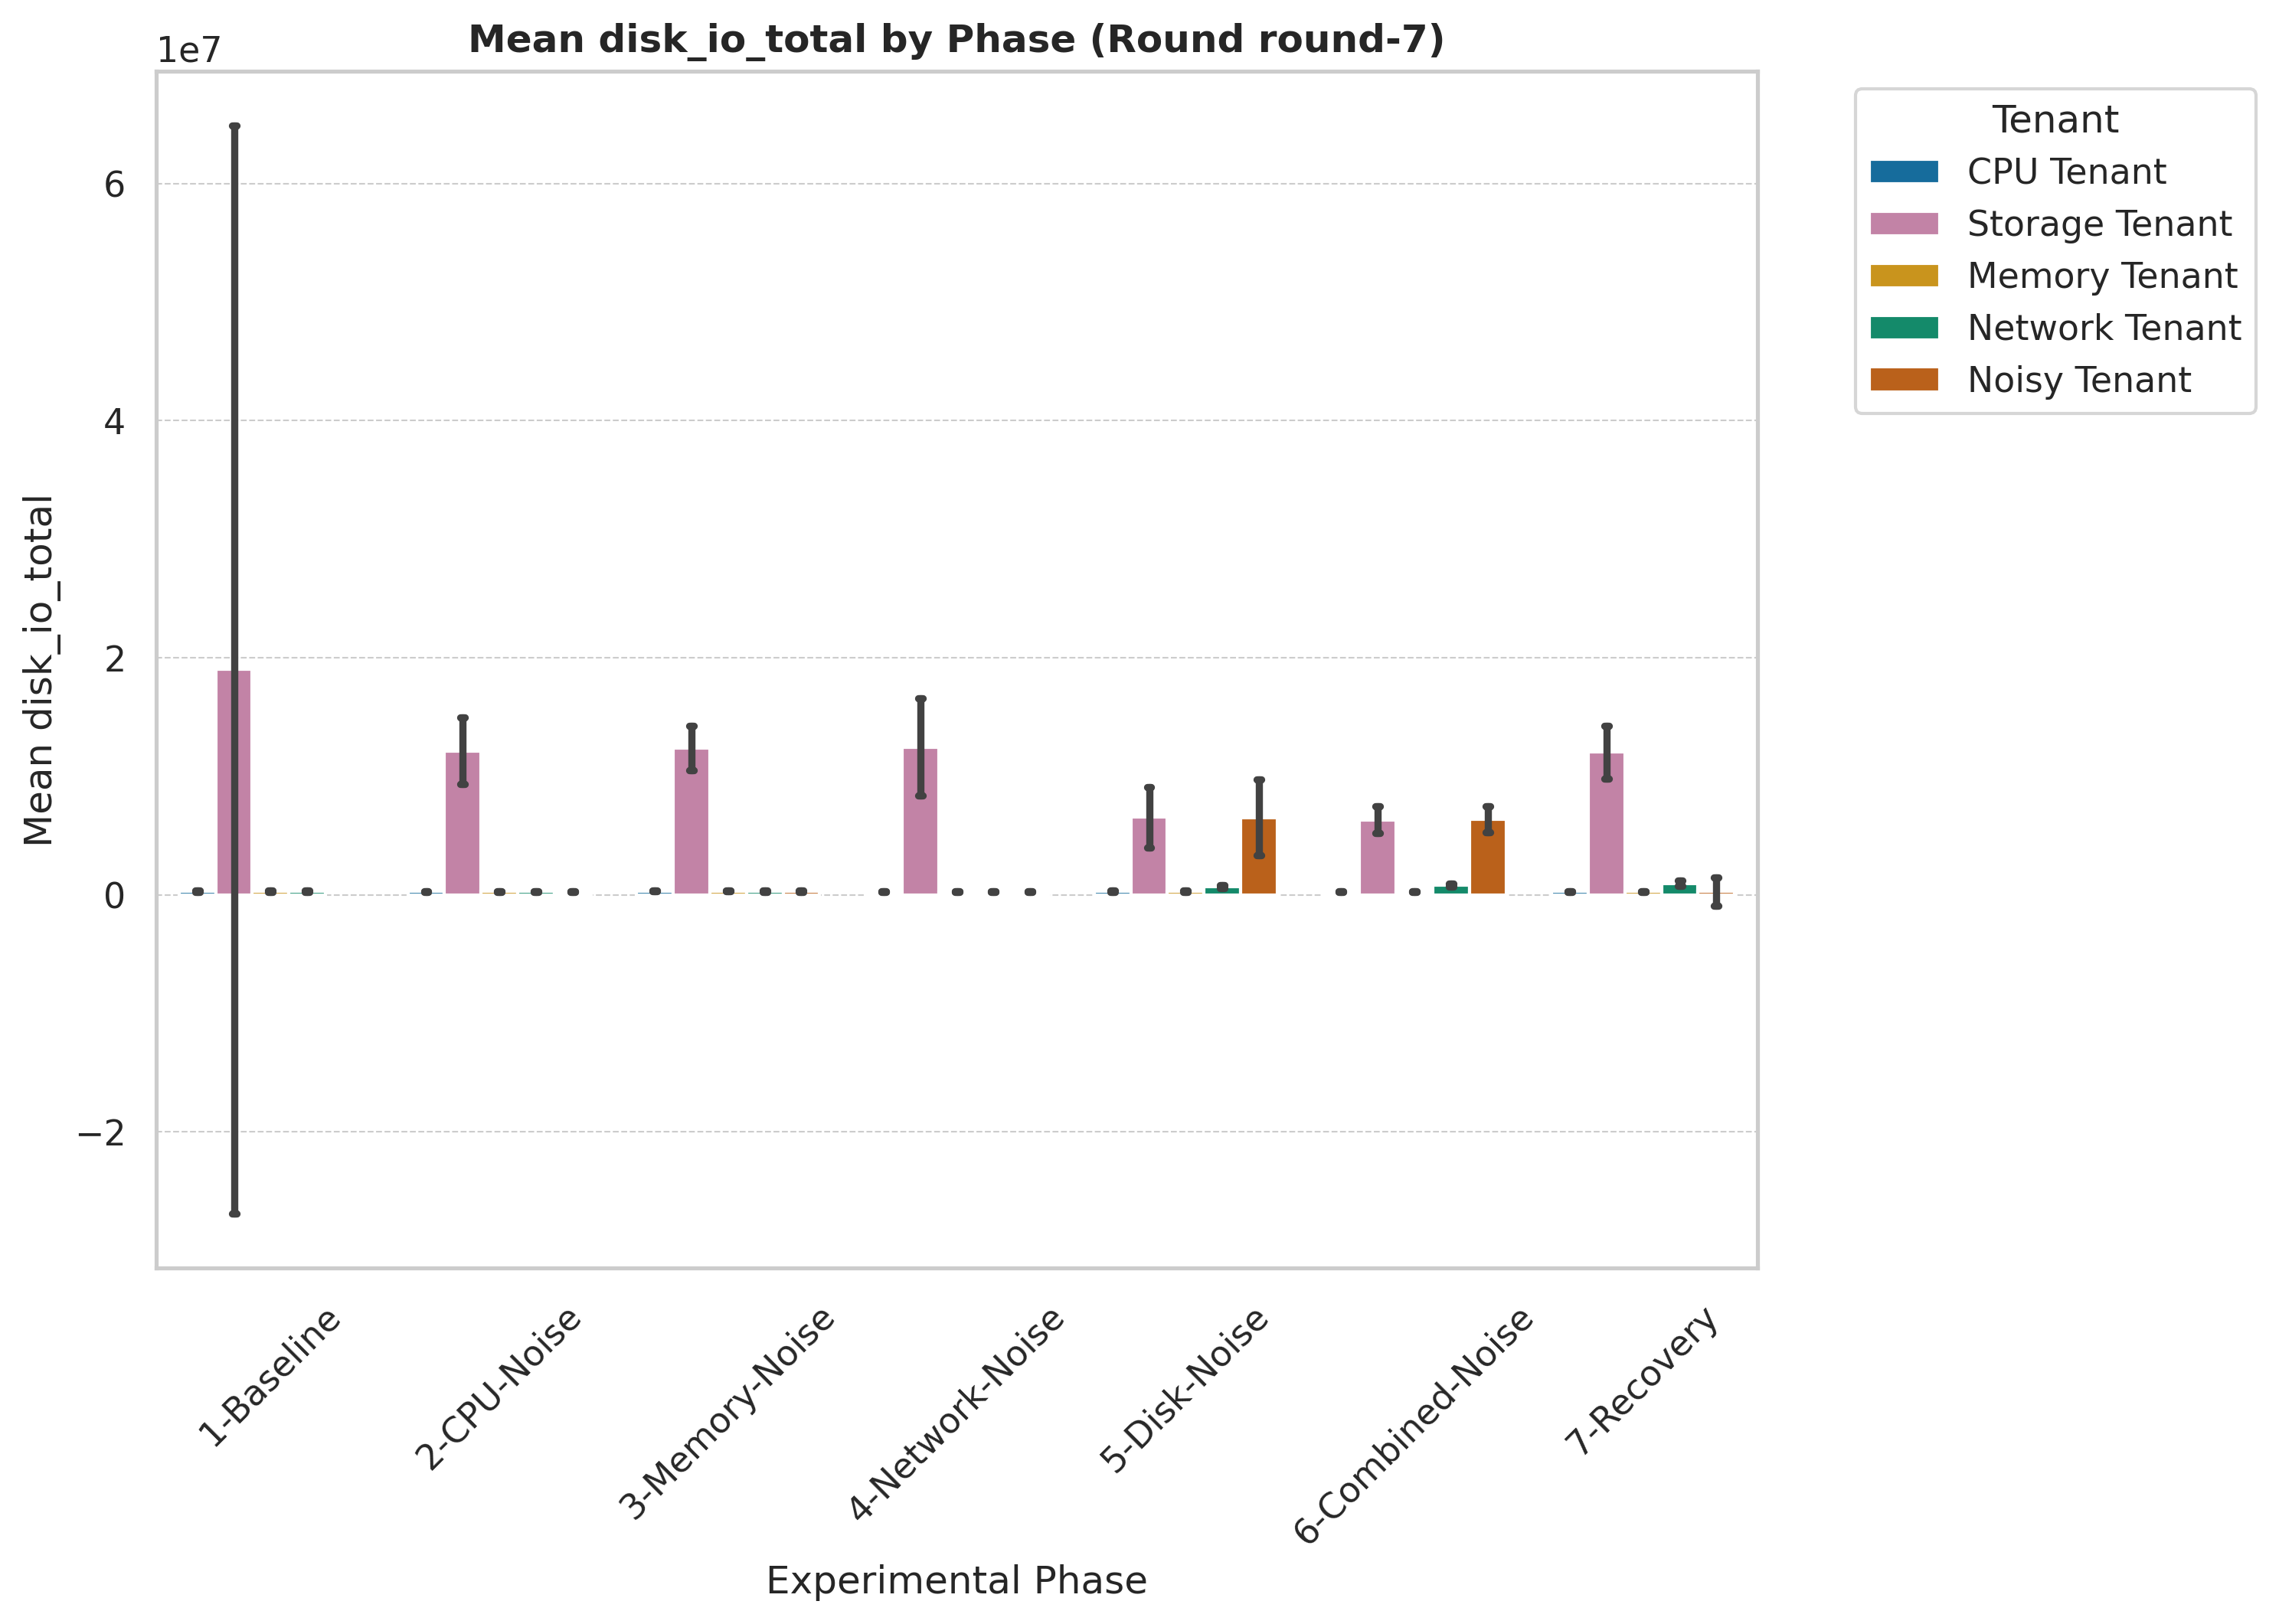 Mean disk_io_total by Phase (Round round-7)
1e7
6
4
2
0
−2
Mean disk_io_total
1-Baseline
2-CPU-Noise
3-Memory-Noise
4-Network-Noise
5-Disk-Noise
6-Combined-Noise
7-Recovery
Experimental Phase
Tenant
CPU Tenant
Storage Tenant
Memory Tenant
Network Tenant
Noisy Tenant